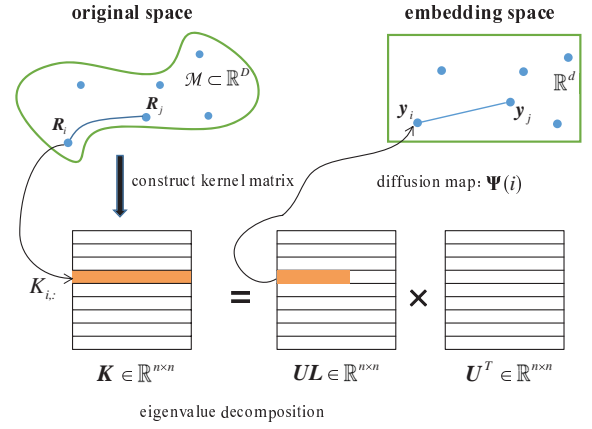 original space
embedding space
ℳ ⊂ ℝ^D
ℝ^d
R_j
R_i
y_i
y_j
construct kernel matrix
diffusion map: Ψ(i)
K_{i,:}
= ×
K ∈ ℝ^{n×n}
UL ∈ ℝ^{n×n}
U^T ∈ ℝ^{n×n}
eigenvalue decomposition